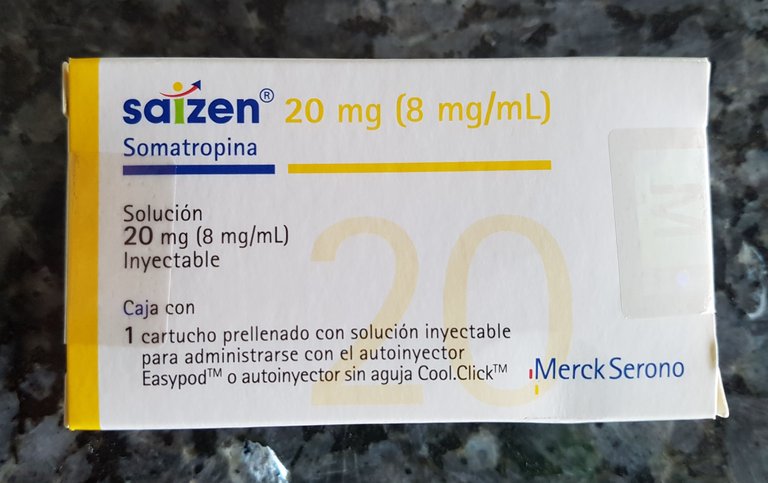 saizen® 20 mg (8 mg/mL)
Somatropina
Solución
20 mg (8 mg/mL)
Inyectable
20
Caja con
1 cartucho prellenado con solución inyectable
para administrarse con el autoinyector
Easypod™ o autoinyector sin aguja Cool.Click™
Merck Serono